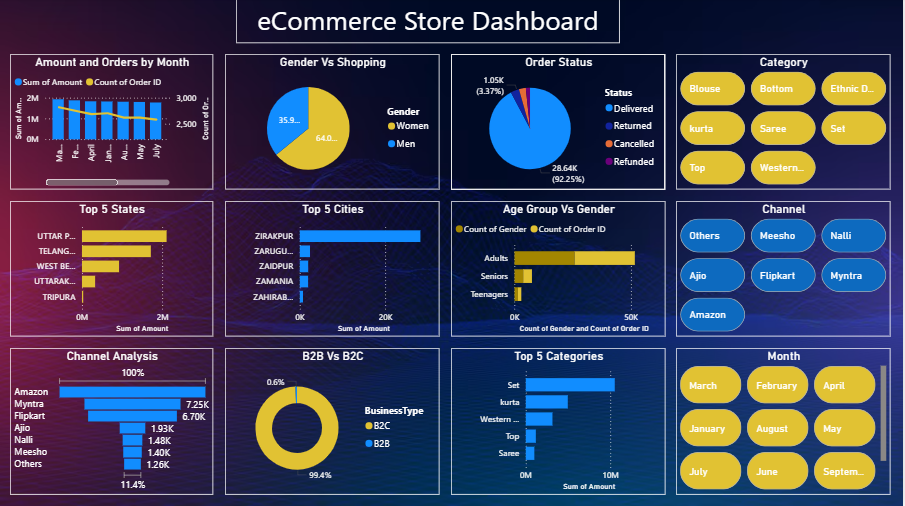 eCommerce Store Dashboard
Amount and Orders by Month
Sum of Amount Count of Order ID
Sum of Am...
2M
1M
0M
3,000
2,500
Count of Or...
Ma...
Fe...
April
Jan...
Au...
May
July
Gender Vs Shopping
35.9...
64.0...
Gender
Women
Men
Order Status
1.05K
(3.37%)
28.64K
(92.25%)
Status
Delivered
Returned
Cancelled
Refunded
Category
Blouse Bottom Ethnic D...
kurta Saree Set
Top Western...
Top 5 States
UTTAR P...
TELANG...
WEST BE...
UTTARAK...
TRIPURA
0M 2M
Sum of Amount
Top 5 Cities
ZIRAKPUR
ZARUGU...
ZAIDPUR
ZAMANIA
ZAHIRAB...
0K 20K
Sum of Amount
Age Group Vs Gender
Count of Gender Count of Order ID
Adults
Seniors
Teenagers
0K 50K
Count of Gender and Count of Order ID
Channel
Others Meesho Nalli
Ajio Flipkart Myntra
Amazon
Channel Analysis
100%
Amazon
Myntra 7.25K
Flipkart 6.70K
Ajio 1.93K
Nalli 1.48K
Meesho 1.40K
Others 1.26K
11.4%
B2B Vs B2C
0.6%
99.4%
BusinessType
B2C
B2B
Top 5 Categories
Set
kurta
Western ...
Top
Saree
0M 10M
Sum of Amount
Month
March February April
January August May
July June Septem...